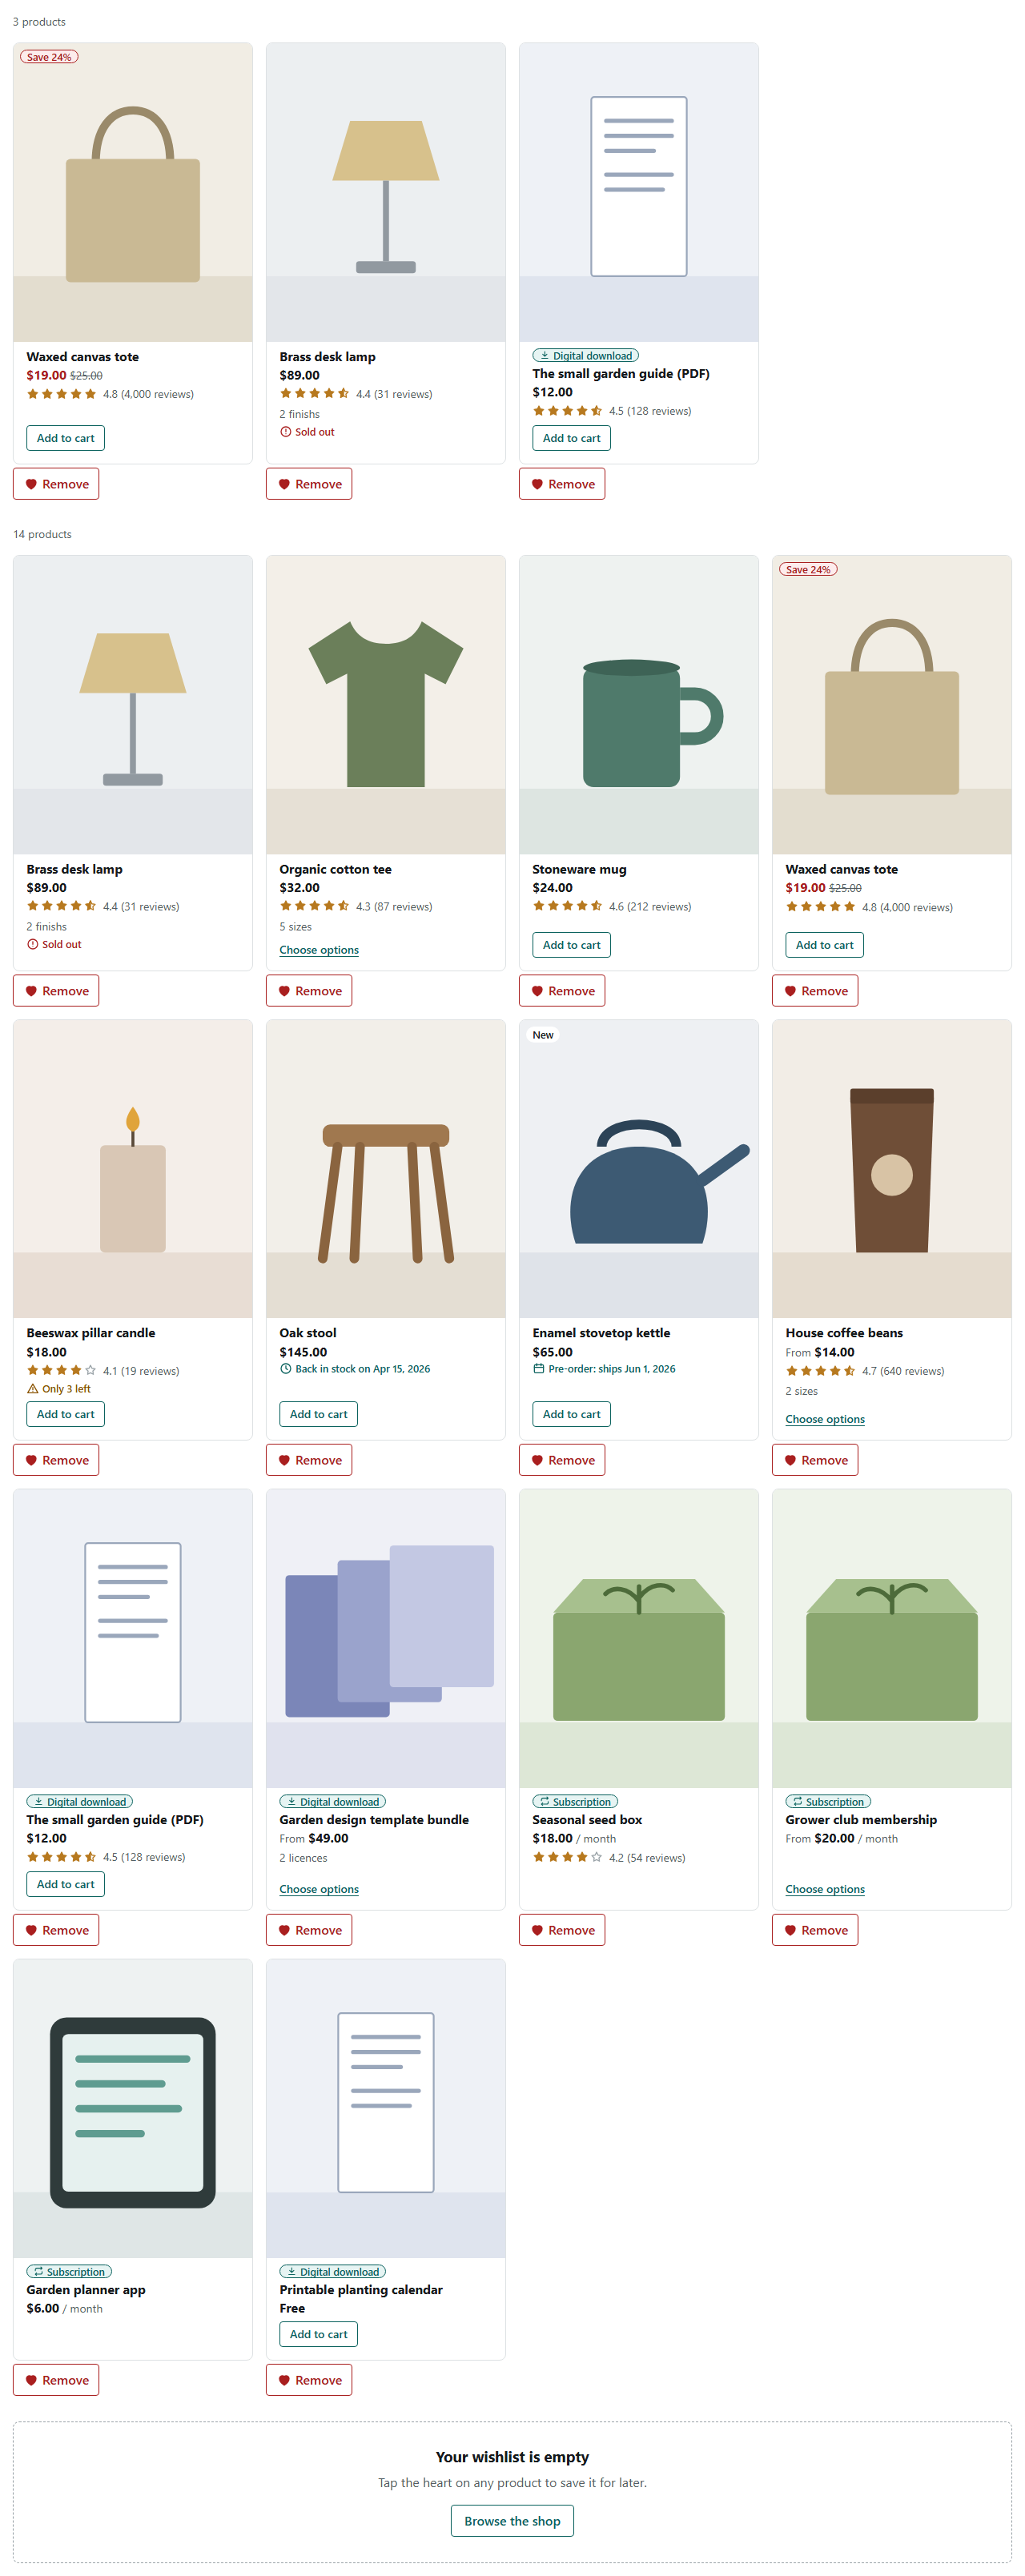 3 products
Save 24%
Waxed canvas tote
$19.00 $25.00
4.8 (4,000 reviews)
Add to cart
Remove
Brass desk lamp
$89.00
4.4 (31 reviews)
2 finishs
Sold out
Remove
Digital download
The small garden guide (PDF)
$12.00
4.5 (128 reviews)
Add to cart
Remove
14 products
Brass desk lamp
$89.00
4.4 (31 reviews)
2 finishs
Sold out
Remove
Organic cotton tee
$32.00
4.3 (87 reviews)
5 sizes
Choose options
Remove
Stoneware mug
$24.00
4.6 (212 reviews)
Add to cart
Remove
Save 24%
Waxed canvas tote
$19.00 $25.00
4.8 (4,000 reviews)
Add to cart
Remove
Beeswax pillar candle
$18.00
4.1 (19 reviews)
Only 3 left
Add to cart
Remove
Oak stool
$145.00
Back in stock on Apr 15, 2026
Add to cart
Remove
New
Enamel stovetop kettle
$65.00
Pre-order: ships Jun 1, 2026
Add to cart
Remove
House coffee beans
From $14.00
4.7 (640 reviews)
2 sizes
Choose options
Remove
Digital download
The small garden guide (PDF)
$12.00
4.5 (128 reviews)
Add to cart
Remove
Digital download
Garden design template bundle
From $49.00
2 licences
Choose options
Remove
Subscription
Seasonal seed box
$18.00 / month
4.2 (54 reviews)
Remove
Subscription
Grower club membership
From $20.00 / month
Choose options
Remove
Subscription
Garden planner app
$6.00 / month
Remove
Digital download
Printable planting calendar
Free
Add to cart
Remove
Your wishlist is empty
Tap the heart on any product to save it for later.
Browse the shop